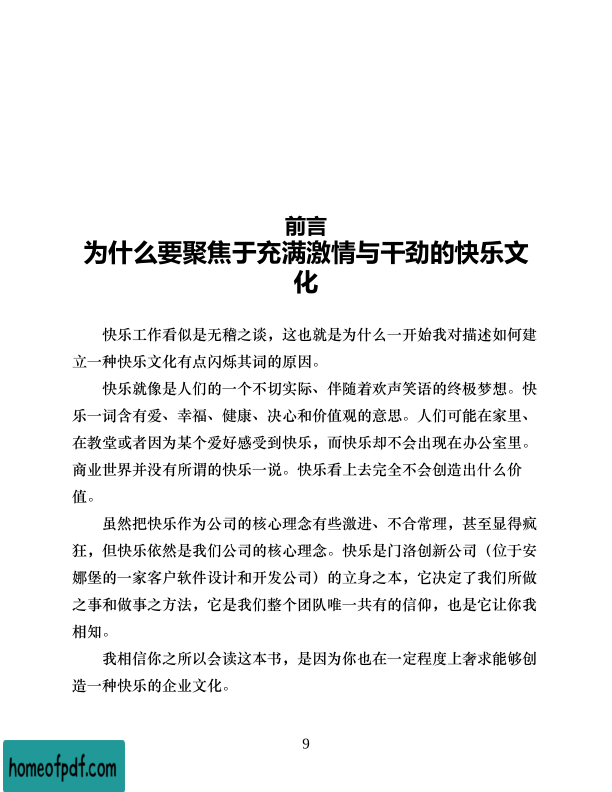 前言
为什么要聚焦于充满激情与干劲的快乐文
化
快乐工作看似是无稽之谈，这也就是为什么一开始我对描述如何建
立一种快乐文化有点闪烁其词的原因。
快乐就像是人们的一个不切实际、伴随着欢声笑语的终极梦想。快
乐一词含有爱、幸福、健康、决心和价值观的意思。人们可能在家里、
在教堂或者因为某个爱好感受到快乐，而快乐却不会出现在办公室里。
商业世界并没有所谓的快乐一说。快乐看上去完全不会创造出什么价
值。
虽然把快乐作为公司的核心理念有些激进、不合常理，甚至显得疯
狂，但快乐依然是我们公司的核心理念。快乐是门洛创新公司（位于安
娜堡的一家客户软件设计和开发公司）的立身之本，它决定了我们所做
之事和做事之方法，它是我们整个团队唯一共有的信仰，也是它让你我
相知。
我相信你之所以会读这本书，是因为你也在一定程度上奢求能够创
造一种快乐的企业文化。
9
homeofpdf.com